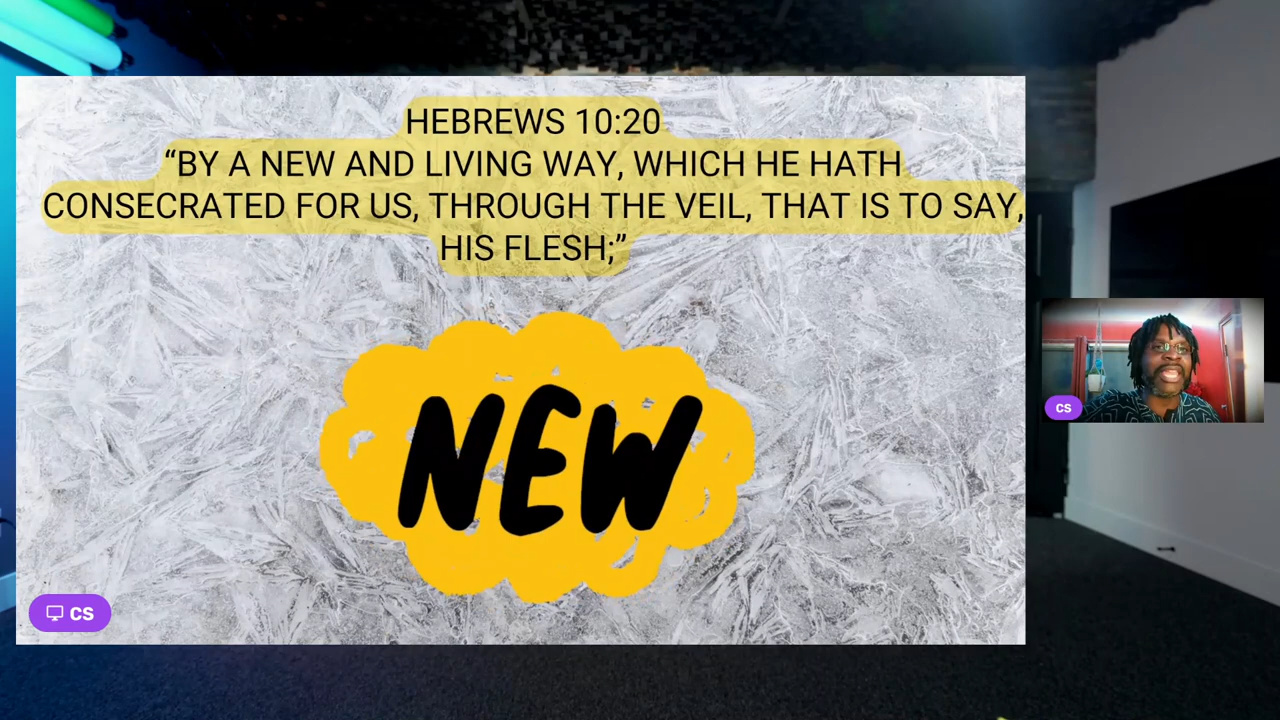 HEBREWS 10:20
“BY A NEW AND LIVING WAY, WHICH HE HATH
CONSECRATED FOR US, THROUGH THE VEIL, THAT IS TO SAY,
HIS FLESH;”
NEW
CS
CS